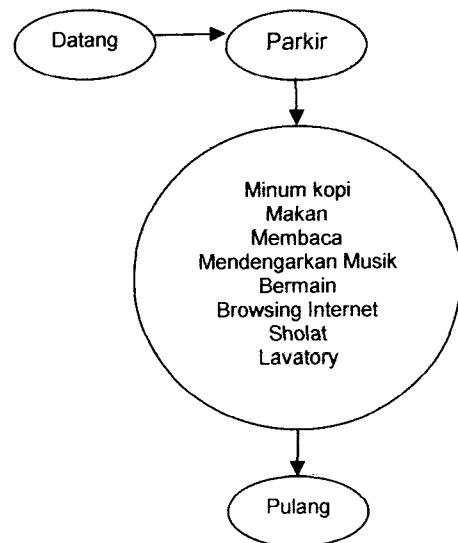 Datang
Parkir
Minum kopi
Makan
Membaca
Mendengarkan Musik
Bermain
Browsing Internet
Sholat
Lavatory
Pulang